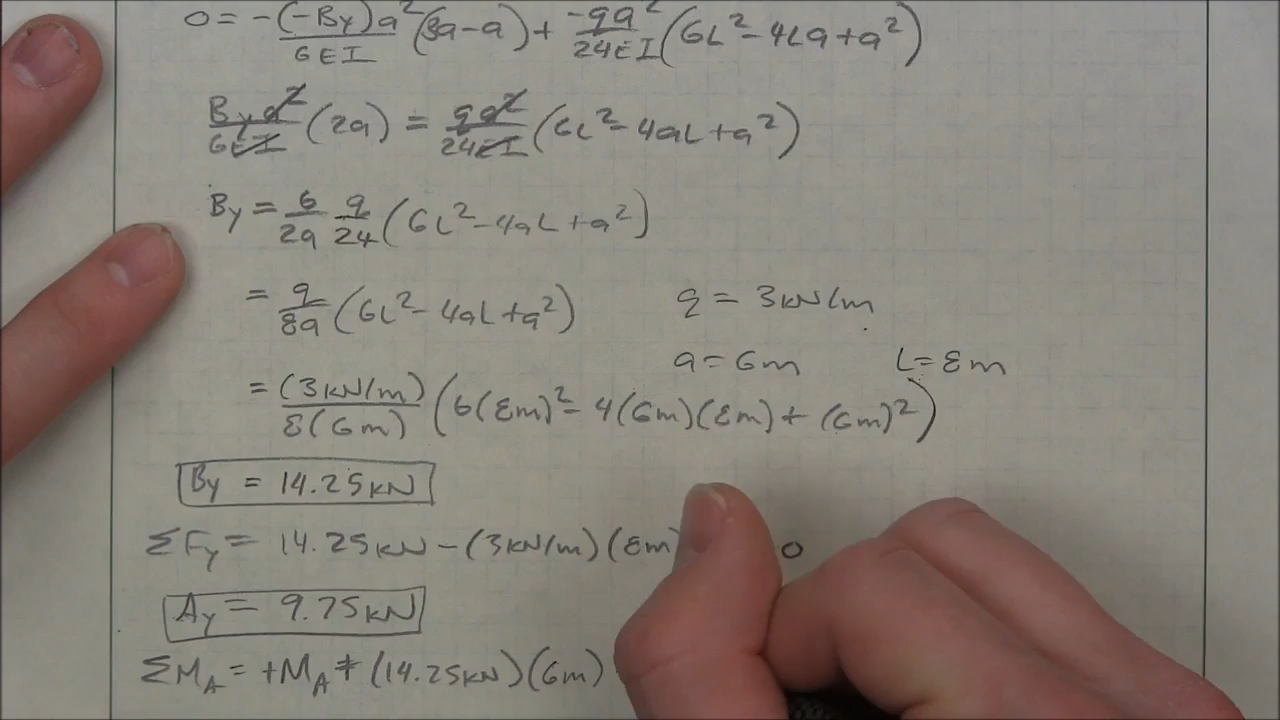 0 = -(-By)a²/6EI (3a-a) + -qa²/24EI (6L²-4La+a²)
Bya²/6EI (2a) = qa²/24EI (6L²-4aL+a²)
By = 6/2a q/24 (6L²-4aL+a²)
= q/8a (6L²-4aL+a²) q = 3kN/m
a = 6m L = 8m
= (3kN/m)/8(6m) (6(8m)²-4(6m)(8m)+(6m)²)
By = 14.25kN
ΣFy = 14.25kN-(3kN/m)(8m) 0
Ay = 9.75kN
ΣMA = +MA + (14.25kN)(6m)